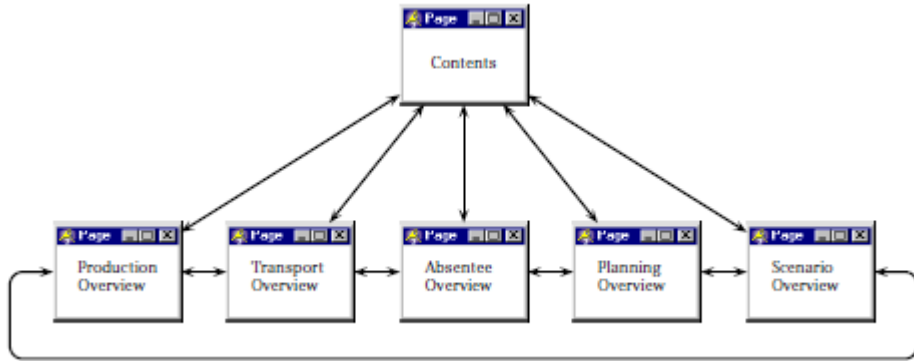 Page
Contents
Page
Production
Overview
Page
Transport
Overview
Page
Absentee
Overview
Page
Planning
Overview
Page
Scenario
Overview